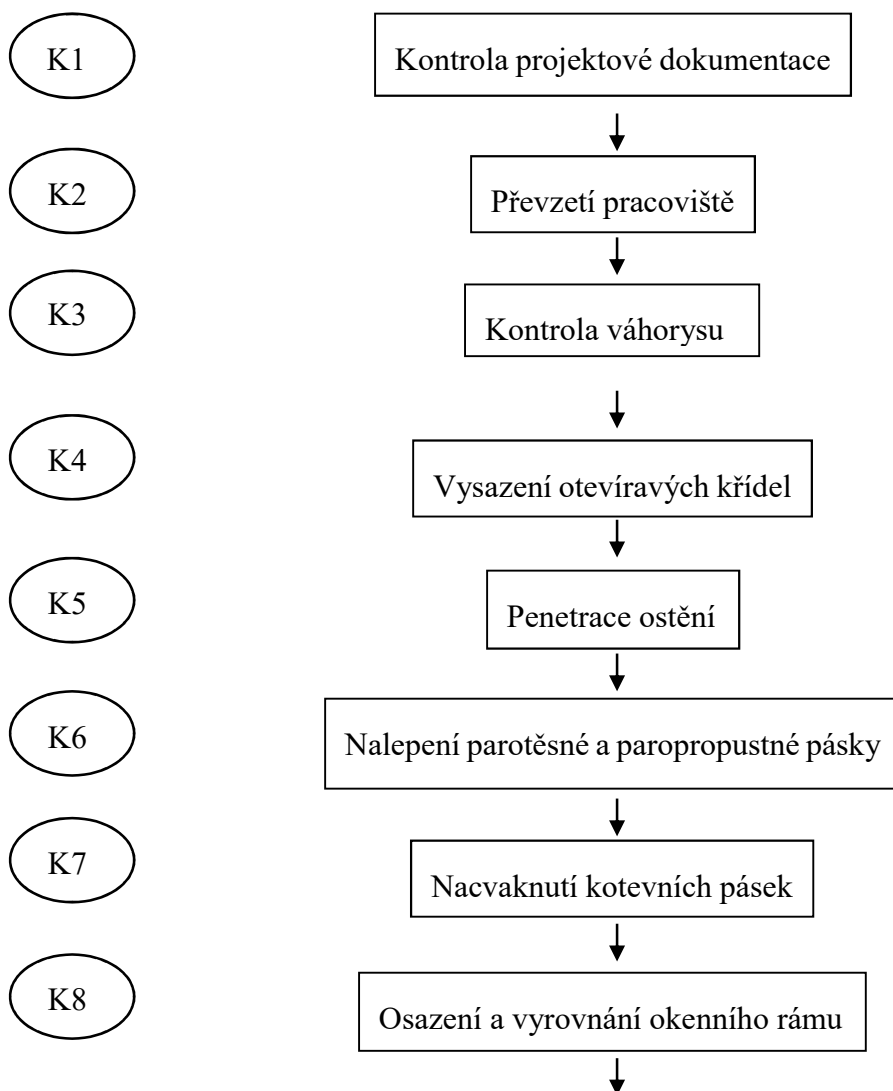 K1
Kontrola projektové dokumentace
K2
Převzetí pracoviště
K3
Kontrola váhorysu
K4
Vysazení otevíravých křídel
K5
Penetrace ostění
K6
Nalepení parotěsné a paropropustné pásky
K7
Nacvaknutí kotevních pásek
K8
Osazení a vyrovnání okenního rámu